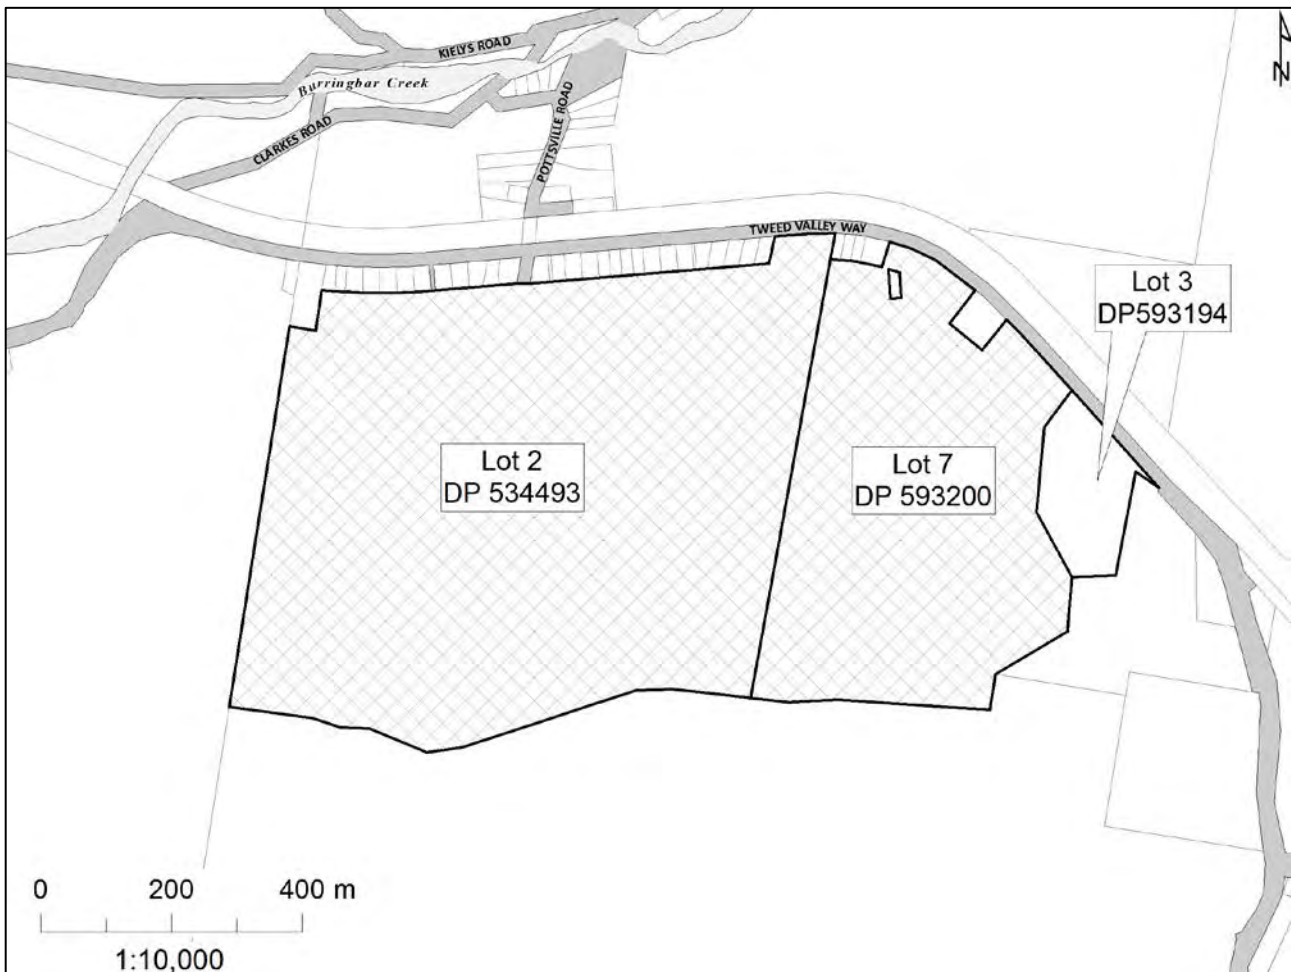 KIELYS ROAD
Burringbar Creek
CLARKES ROAD
POTTSVILLE ROAD
TWEED VALLEY WAY
N
Lot 3
DP593194
Lot 2
DP 534493
Lot 7
DP 593200
0 200 400 m
1:10,000